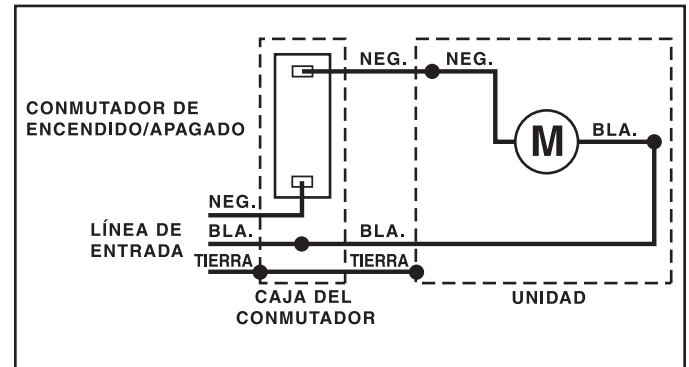 NEG. NEG.
CONMUTADOR DE
ENCENDIDO/APAGADO
M
BLA.
NEG.
LÍNEA DE
ENTRADA
BLA. BLA.
TIERRA TIERRA
CAJA DEL
CONMUTADOR
UNIDAD